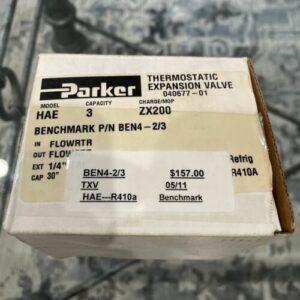 Parker
THERMOSTATIC
EXPANSION VALVE
040677-01
MODEL CAPACITY CHARGE/MOP
HAE 3 ZX200
BENCHMARK P/N BEN4-2/3
IN FLOWRTR
OUT
EXT 1/4" Refrig
CAP 30" R410A
BEN4-2/3 $157.00
TXV 05/11
HAE---R410a Benchmark